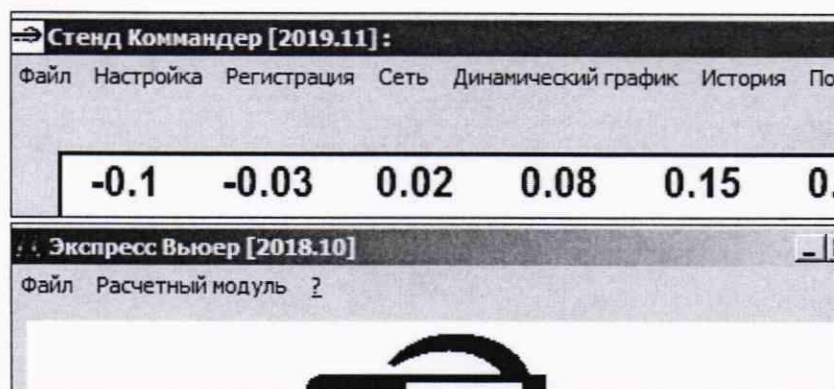 Стенд Коммандер [2019.11] :
Файл Настройка Регистрация Сеть Динамический график История
-0.1 -0.03 0.02 0.08 0.15
Экспресс Вьюер [2018.10]
Файл Расчетный модуль ?